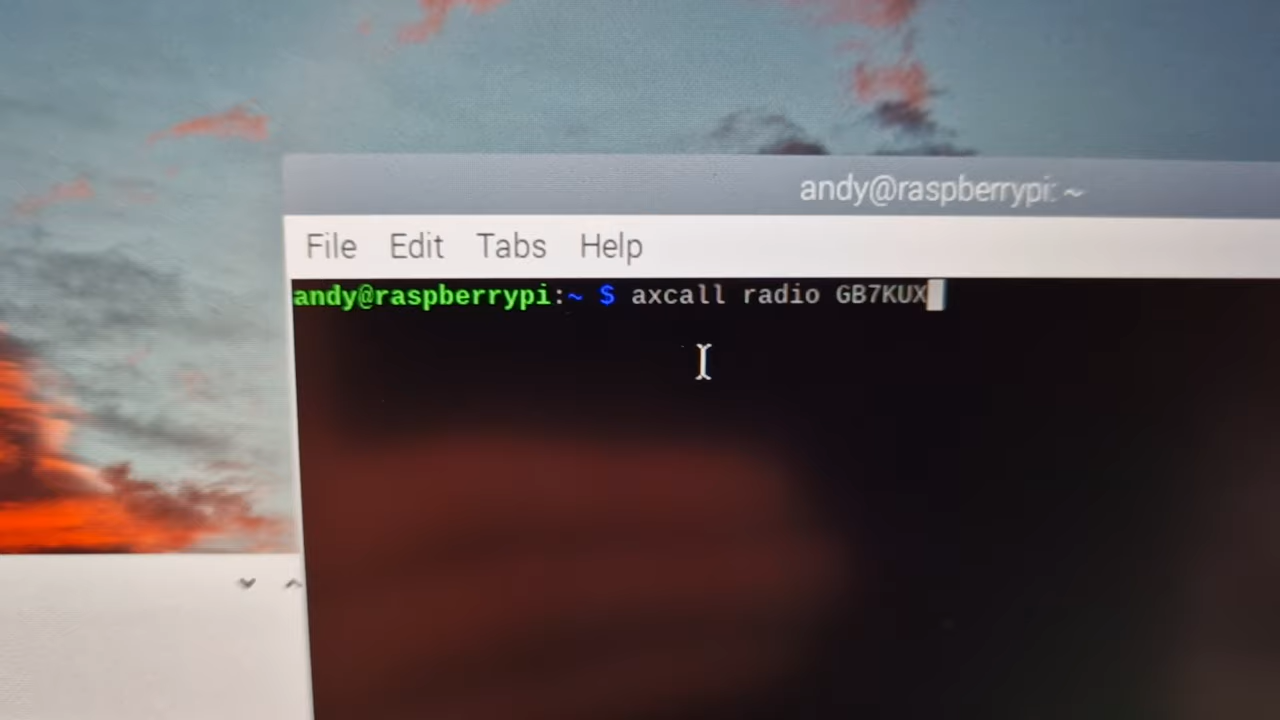 andy@raspberrypi: ~
File Edit Tabs Help
andy@raspberrypi:~ $ axcall radio GB7KUX